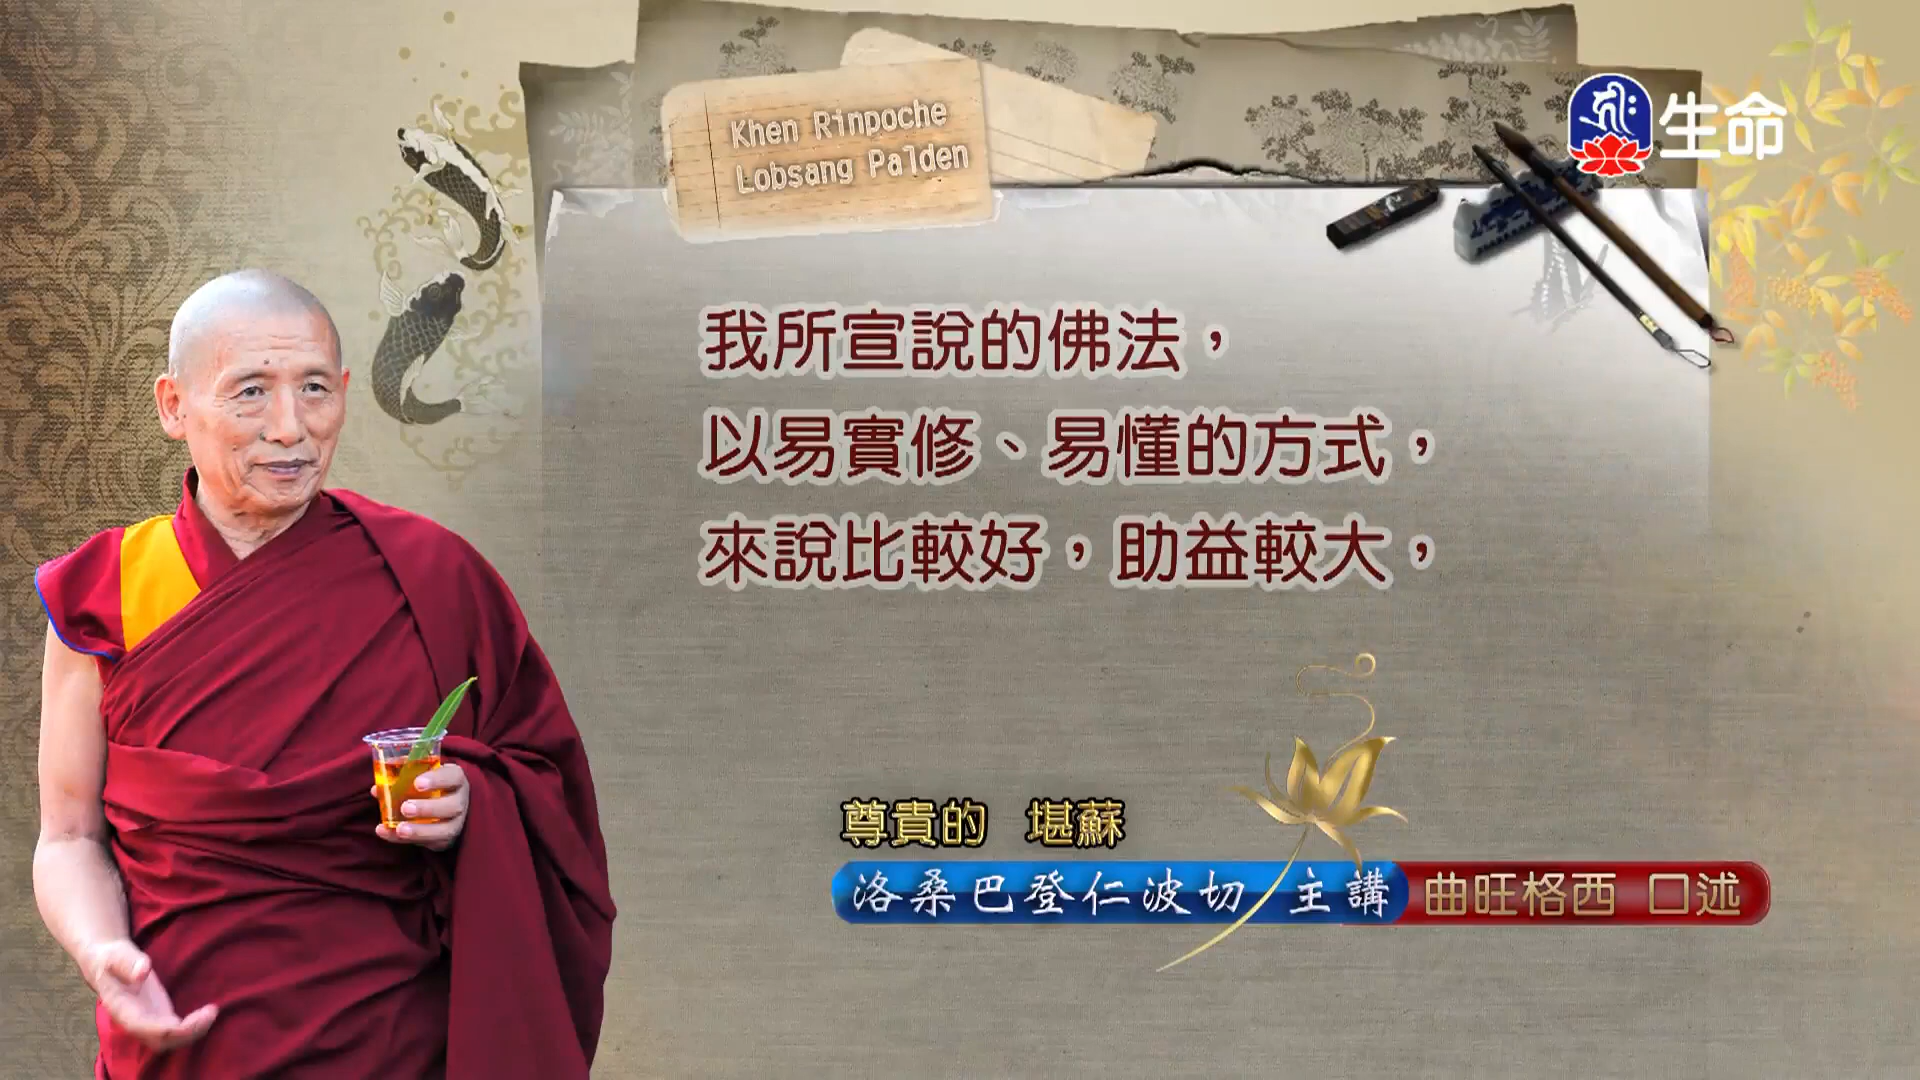 Khen Rinpoche
Lobsang Palden
生命
我所宣說的佛法，
以易實修、易懂的方式，
來說比較好，助益較大，
尊貴的 堪蘇
洛桑巴登仁波切 主講 曲旺格西 口述